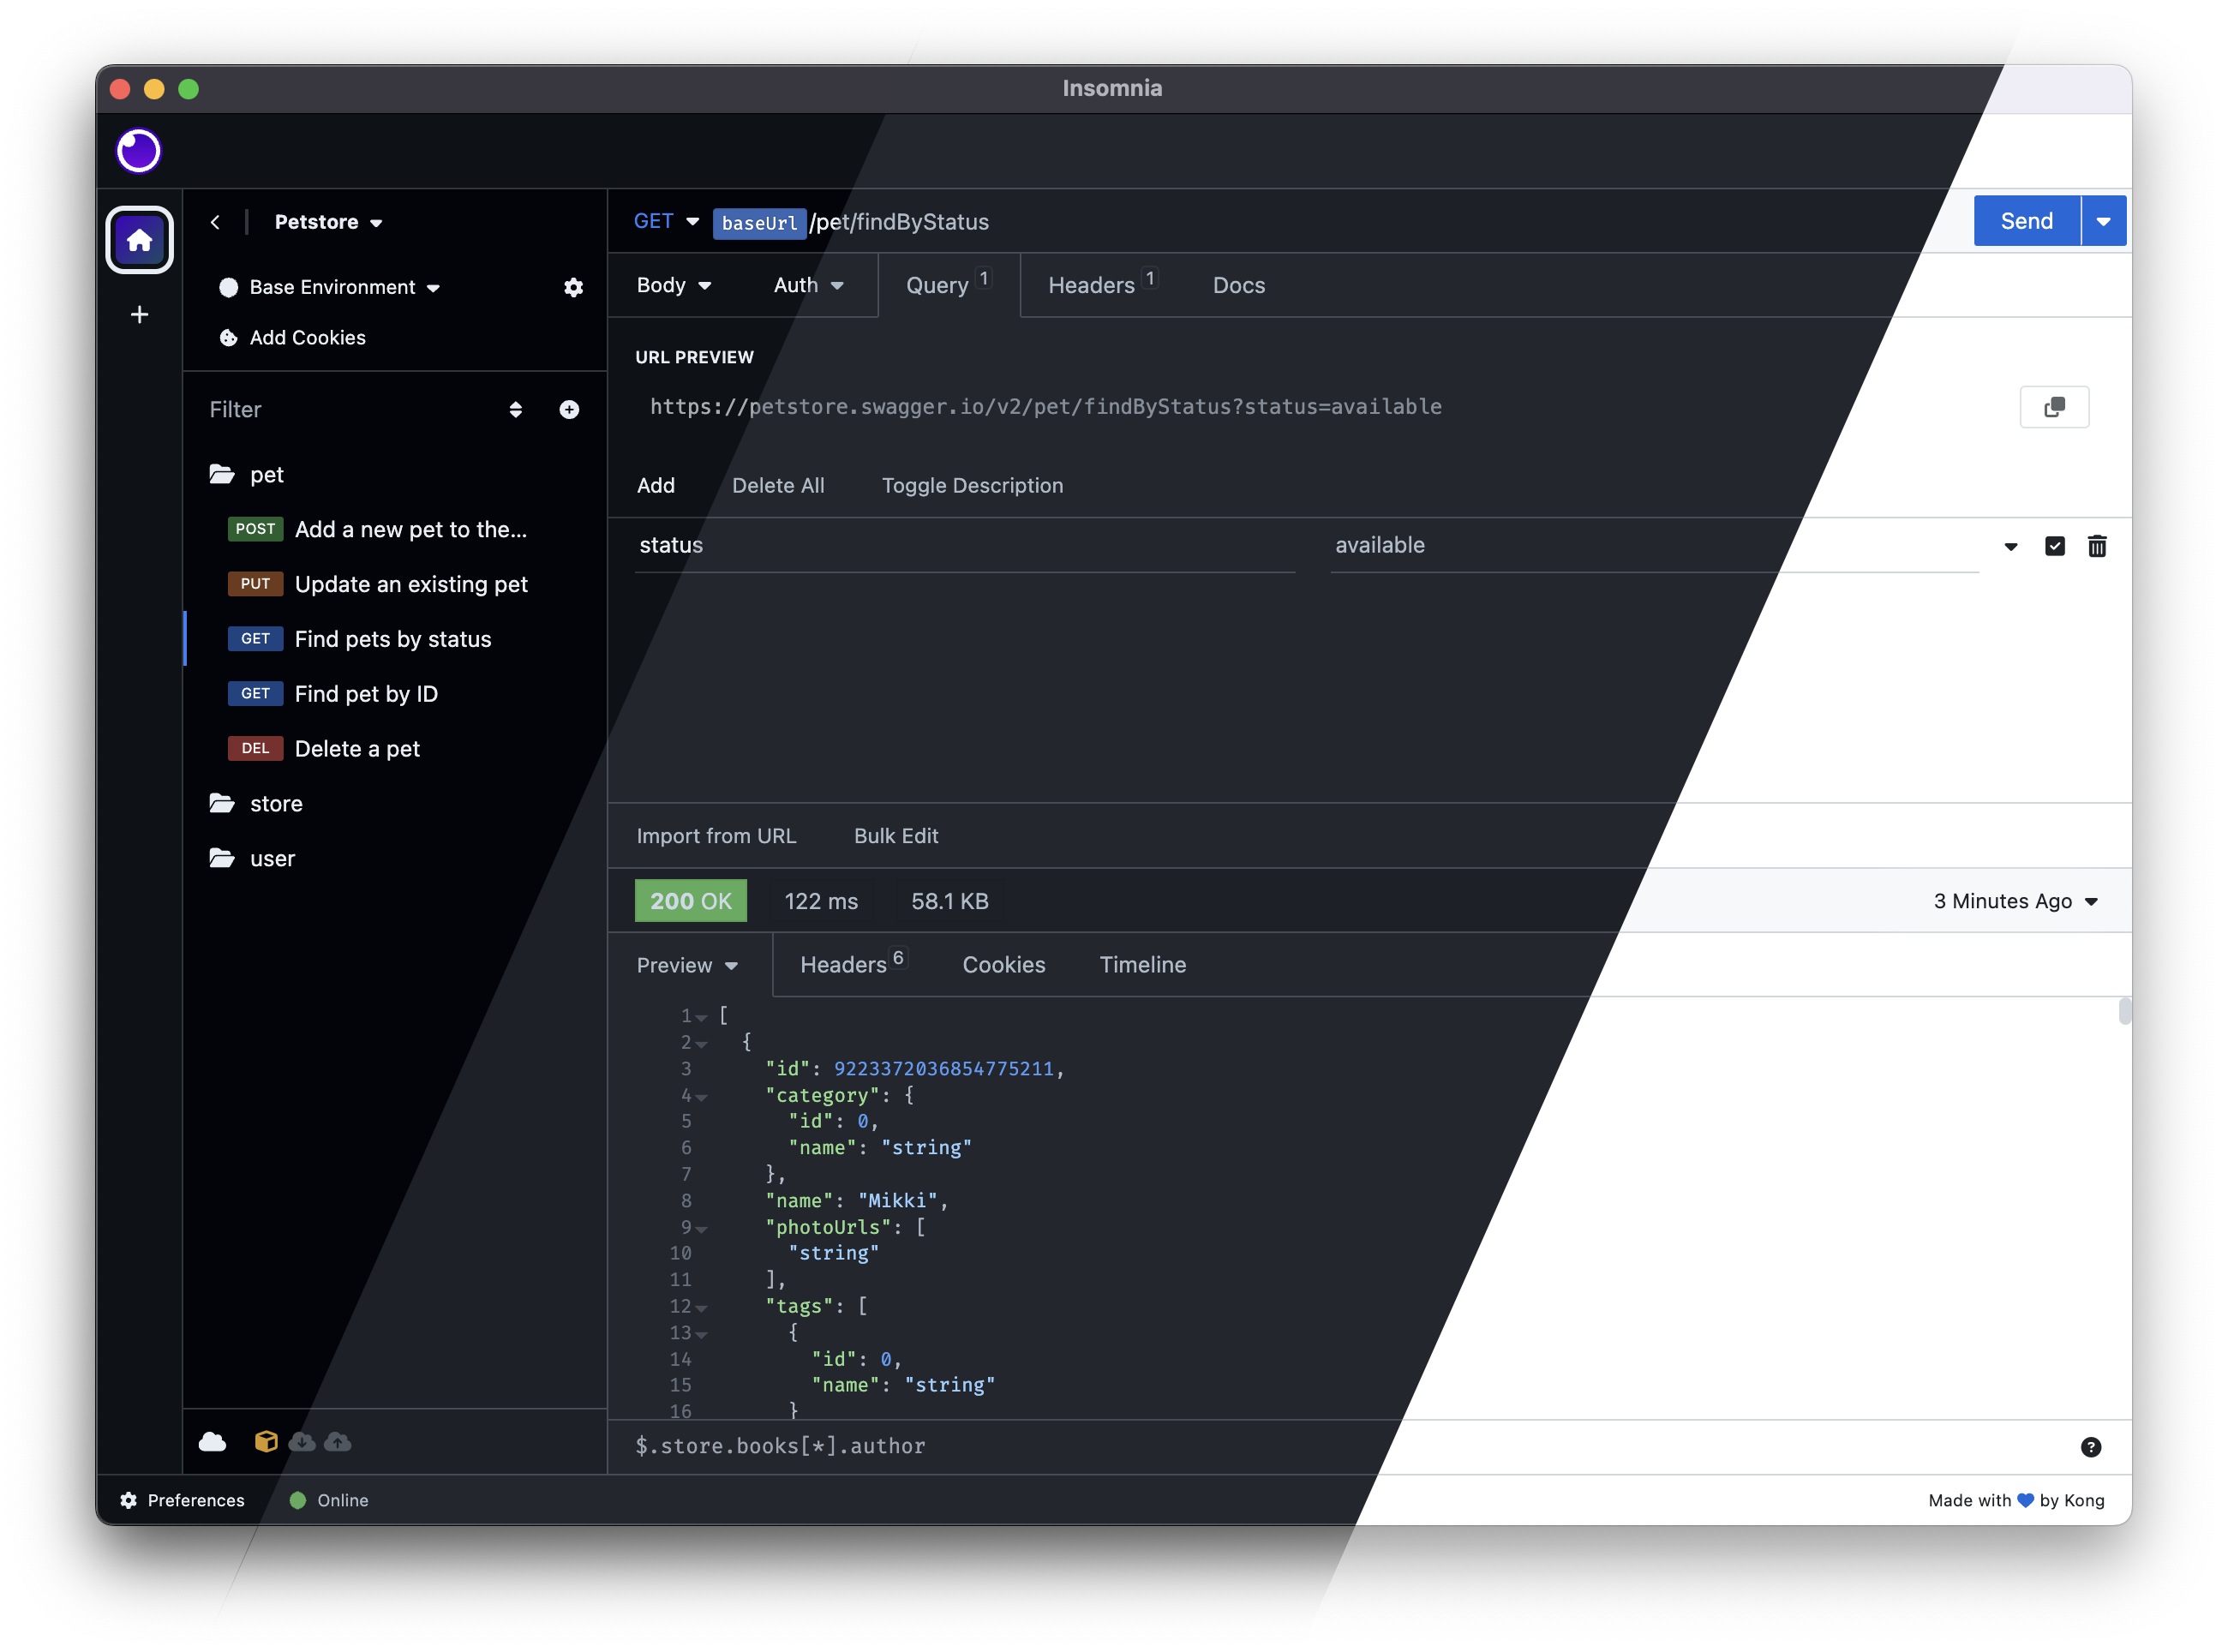 Insomnia
Petstore
Base Environment
Add Cookies
Filter
pet
POST Add a new pet to the...
PUT Update an existing pet
GET Find pets by status
GET Find pet by ID
DEL Delete a pet
store
user
GET baseUrl/pet/findByStatus
Send
Body Auth Query 1 Headers 1 Docs
URL PREVIEW
https://petstore.swagger.io/v2/pet/findByStatus?status=available
Add Delete All Toggle Description
status available
Import from URL Bulk Edit
200 OK 122 ms 58.1 KB 3 Minutes Ago
Preview Headers 6 Cookies Timeline
1 [
2 {
3 "id": 9223372036854775211,
4 "category": {
5 "id": 0,
6 "name": "string"
7 },
8 "name": "Mikki",
9 "photoUrls": [
10 "string"
11 ],
12 "tags": [
13 {
14 "id": 0,
15 "name": "string"
16 }
$.store.books[*].author
Preferences Online
Made with by Kong